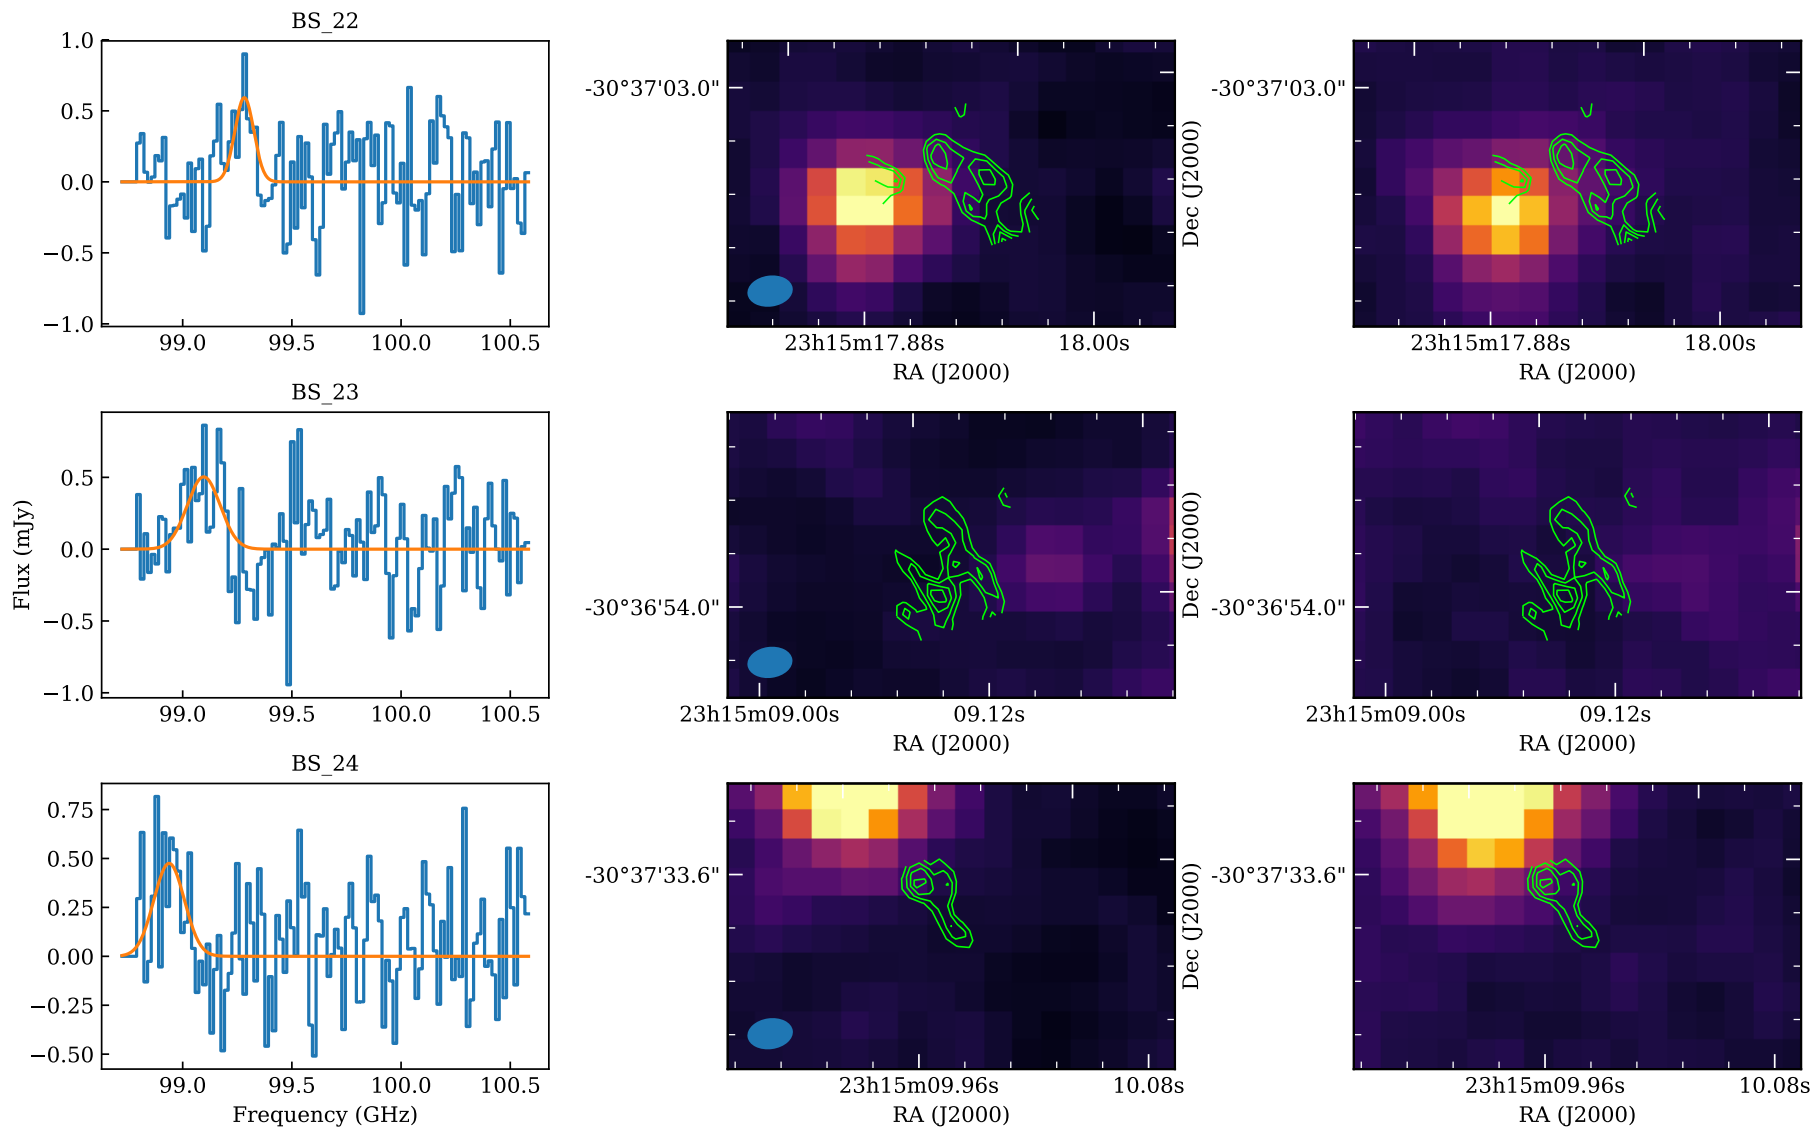 BS_22
1.0
0.5
0.0
−0.5
−1.0
99.0 99.5 100.0 100.5
-30°37'03.0"
23h15m17.88s 18.00s
RA (J2000)
Dec (J2000)
-30°37'03.0"
23h15m17.88s 18.00s
RA (J2000)
BS_23
Flux (mJy)
0.5
0.0
−0.5
−1.0
99.0 99.5 100.0 100.5
-30°36'54.0"
23h15m09.00s 09.12s
RA (J2000)
Dec (J2000)
-30°36'54.0"
23h15m09.00s 09.12s
RA (J2000)
BS_24
0.75
0.50
0.25
0.00
−0.25
−0.50
99.0 99.5 100.0 100.5
Frequency (GHz)
-30°37'33.6"
23h15m09.96s 10.08s
RA (J2000)
Dec (J2000)
-30°37'33.6"
23h15m09.96s 10.08s
RA (J2000)